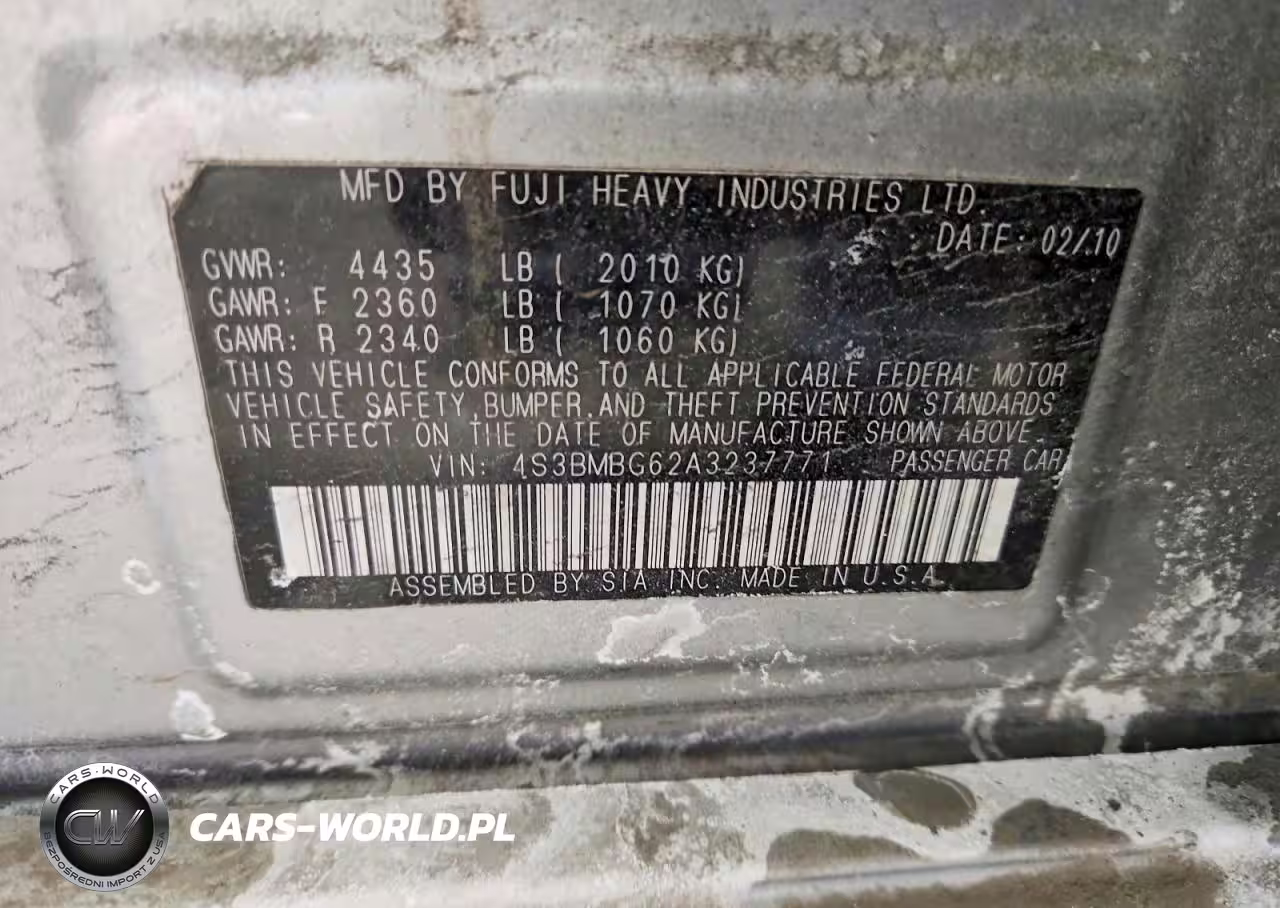 MFD BY FUJI HEAVY INDUSTRIES LTD.
DATE: 02/10
GVWR: 4435 LB ( 2010 KG)
GAWR: F 2360 LB ( 1070 KG)
GAWR: R 2340 LB ( 1060 KG)
THIS VEHICLE CONFORMS TO ALL APPLICABLE FEDERAL MOTOR
VEHICLE SAFETY, BUMPER, AND THEFT PREVENTION STANDARDS
IN EFFECT ON THE DATE OF MANUFACTURE SHOWN ABOVE.
VIN: 4S3BMBG62A3237771 PASSENGER CAR
ASSEMBLED BY SIA INC. MADE IN U.S.A.
CARS-WORLD
CW
BEZPOŚREDNI IMPORT Z USA
CARS-WORLD.PL